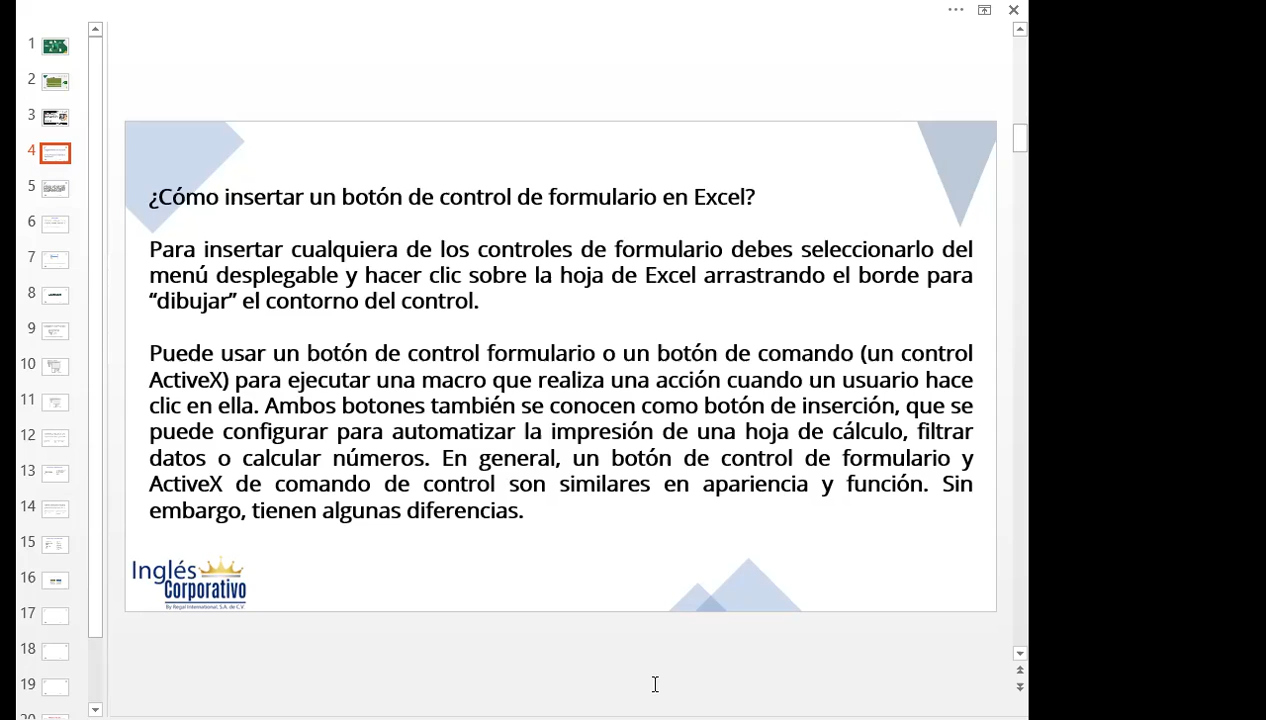 1
2
3
4
5
6
7
8
9
10
11
12
13
14
15
16
17
18
19
¿Cómo insertar un botón de control de formulario en Excel?
Para insertar cualquiera de los controles de formulario debes seleccionarlo del
menú desplegable y hacer clic sobre la hoja de Excel arrastrando el borde para
“dibujar” el contorno del control.
Puede usar un botón de control formulario o un botón de comando (un control
ActiveX) para ejecutar una macro que realiza una acción cuando un usuario hace
clic en ella. Ambos botones también se conocen como botón de inserción, que se
puede configurar para automatizar la impresión de una hoja de cálculo, filtrar
datos o calcular números. En general, un botón de control de formulario y
ActiveX de comando de control son similares en apariencia y función. Sin
embargo, tienen algunas diferencias.
Inglés
Corporativo
By Regal International, S.A. de C.V.